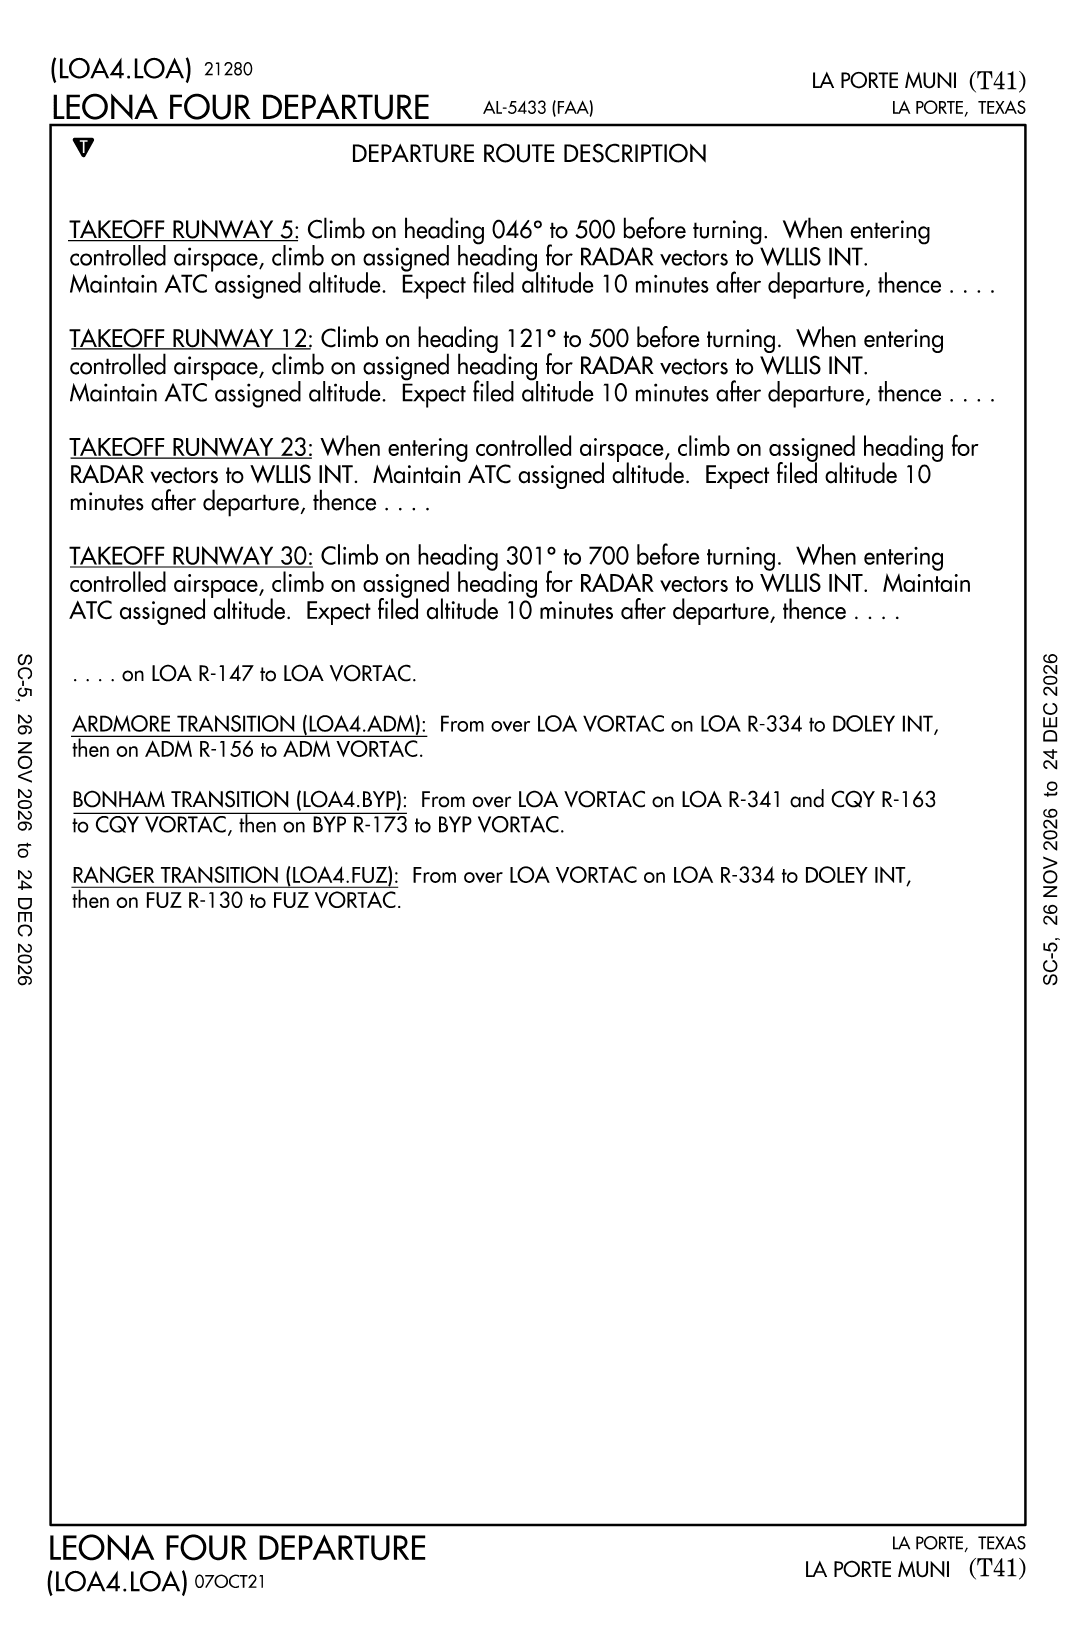 (LOA4.LOA) 21280
LEONA FOUR DEPARTURE
AL-5433 (FAA)
LA PORTE MUNI (T41)
LA PORTE, TEXAS
T
DEPARTURE ROUTE DESCRIPTION
TAKEOFF RUNWAY 5: Climb on heading 046° to 500 before turning. When entering
controlled airspace, climb on assigned heading for RADAR vectors to WLLIS INT.
Maintain ATC assigned altitude. Expect filed altitude 10 minutes after departure, thence . . . .
TAKEOFF RUNWAY 12: Climb on heading 121° to 500 before turning. When entering
controlled airspace, climb on assigned heading for RADAR vectors to WLLIS INT.
Maintain ATC assigned altitude. Expect filed altitude 10 minutes after departure, thence . . . .
TAKEOFF RUNWAY 23: When entering controlled airspace, climb on assigned heading for
RADAR vectors to WLLIS INT. Maintain ATC assigned altitude. Expect filed altitude 10
minutes after departure, thence . . . .
TAKEOFF RUNWAY 30: Climb on heading 301° to 700 before turning. When entering
controlled airspace, climb on assigned heading for RADAR vectors to WLLIS INT. Maintain
ATC assigned altitude. Expect filed altitude 10 minutes after departure, thence . . . .
. . . . on LOA R-147 to LOA VORTAC.
ARDMORE TRANSITION (LOA4.ADM): From over LOA VORTAC on LOA R-334 to DOLEY INT,
then on ADM R-156 to ADM VORTAC.
BONHAM TRANSITION (LOA4.BYP): From over LOA VORTAC on LOA R-341 and CQY R-163
to CQY VORTAC, then on BYP R-173 to BYP VORTAC.
RANGER TRANSITION (LOA4.FUZ): From over LOA VORTAC on LOA R-334 to DOLEY INT,
then on FUZ R-130 to FUZ VORTAC.
SC-5, 26 NOV 2026 to 24 DEC 2026
SC-5, 26 NOV 2026 to 24 DEC 2026
LEONA FOUR DEPARTURE
(LOA4.LOA) 07OCT21
LA PORTE, TEXAS
LA PORTE MUNI (T41)